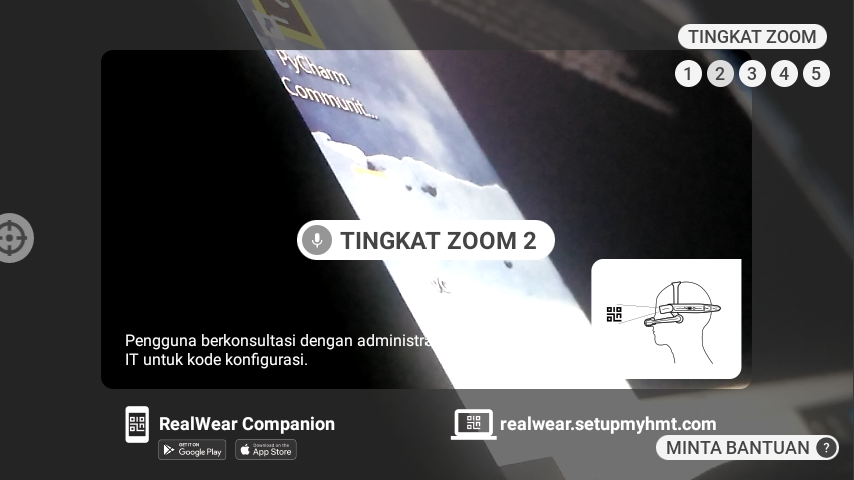 TINGKAT ZOOM
1 2 3 4 5
PyCharm
Communit...
TINGKAT ZOOM 2
Pengguna berkonsultasi dengan administra
IT untuk kode konfigurasi.
RealWear Companion
GET IT ON
Google Play
Download on the
App Store
realwear.setupmyhmt.com
MINTA BANTUAN ?